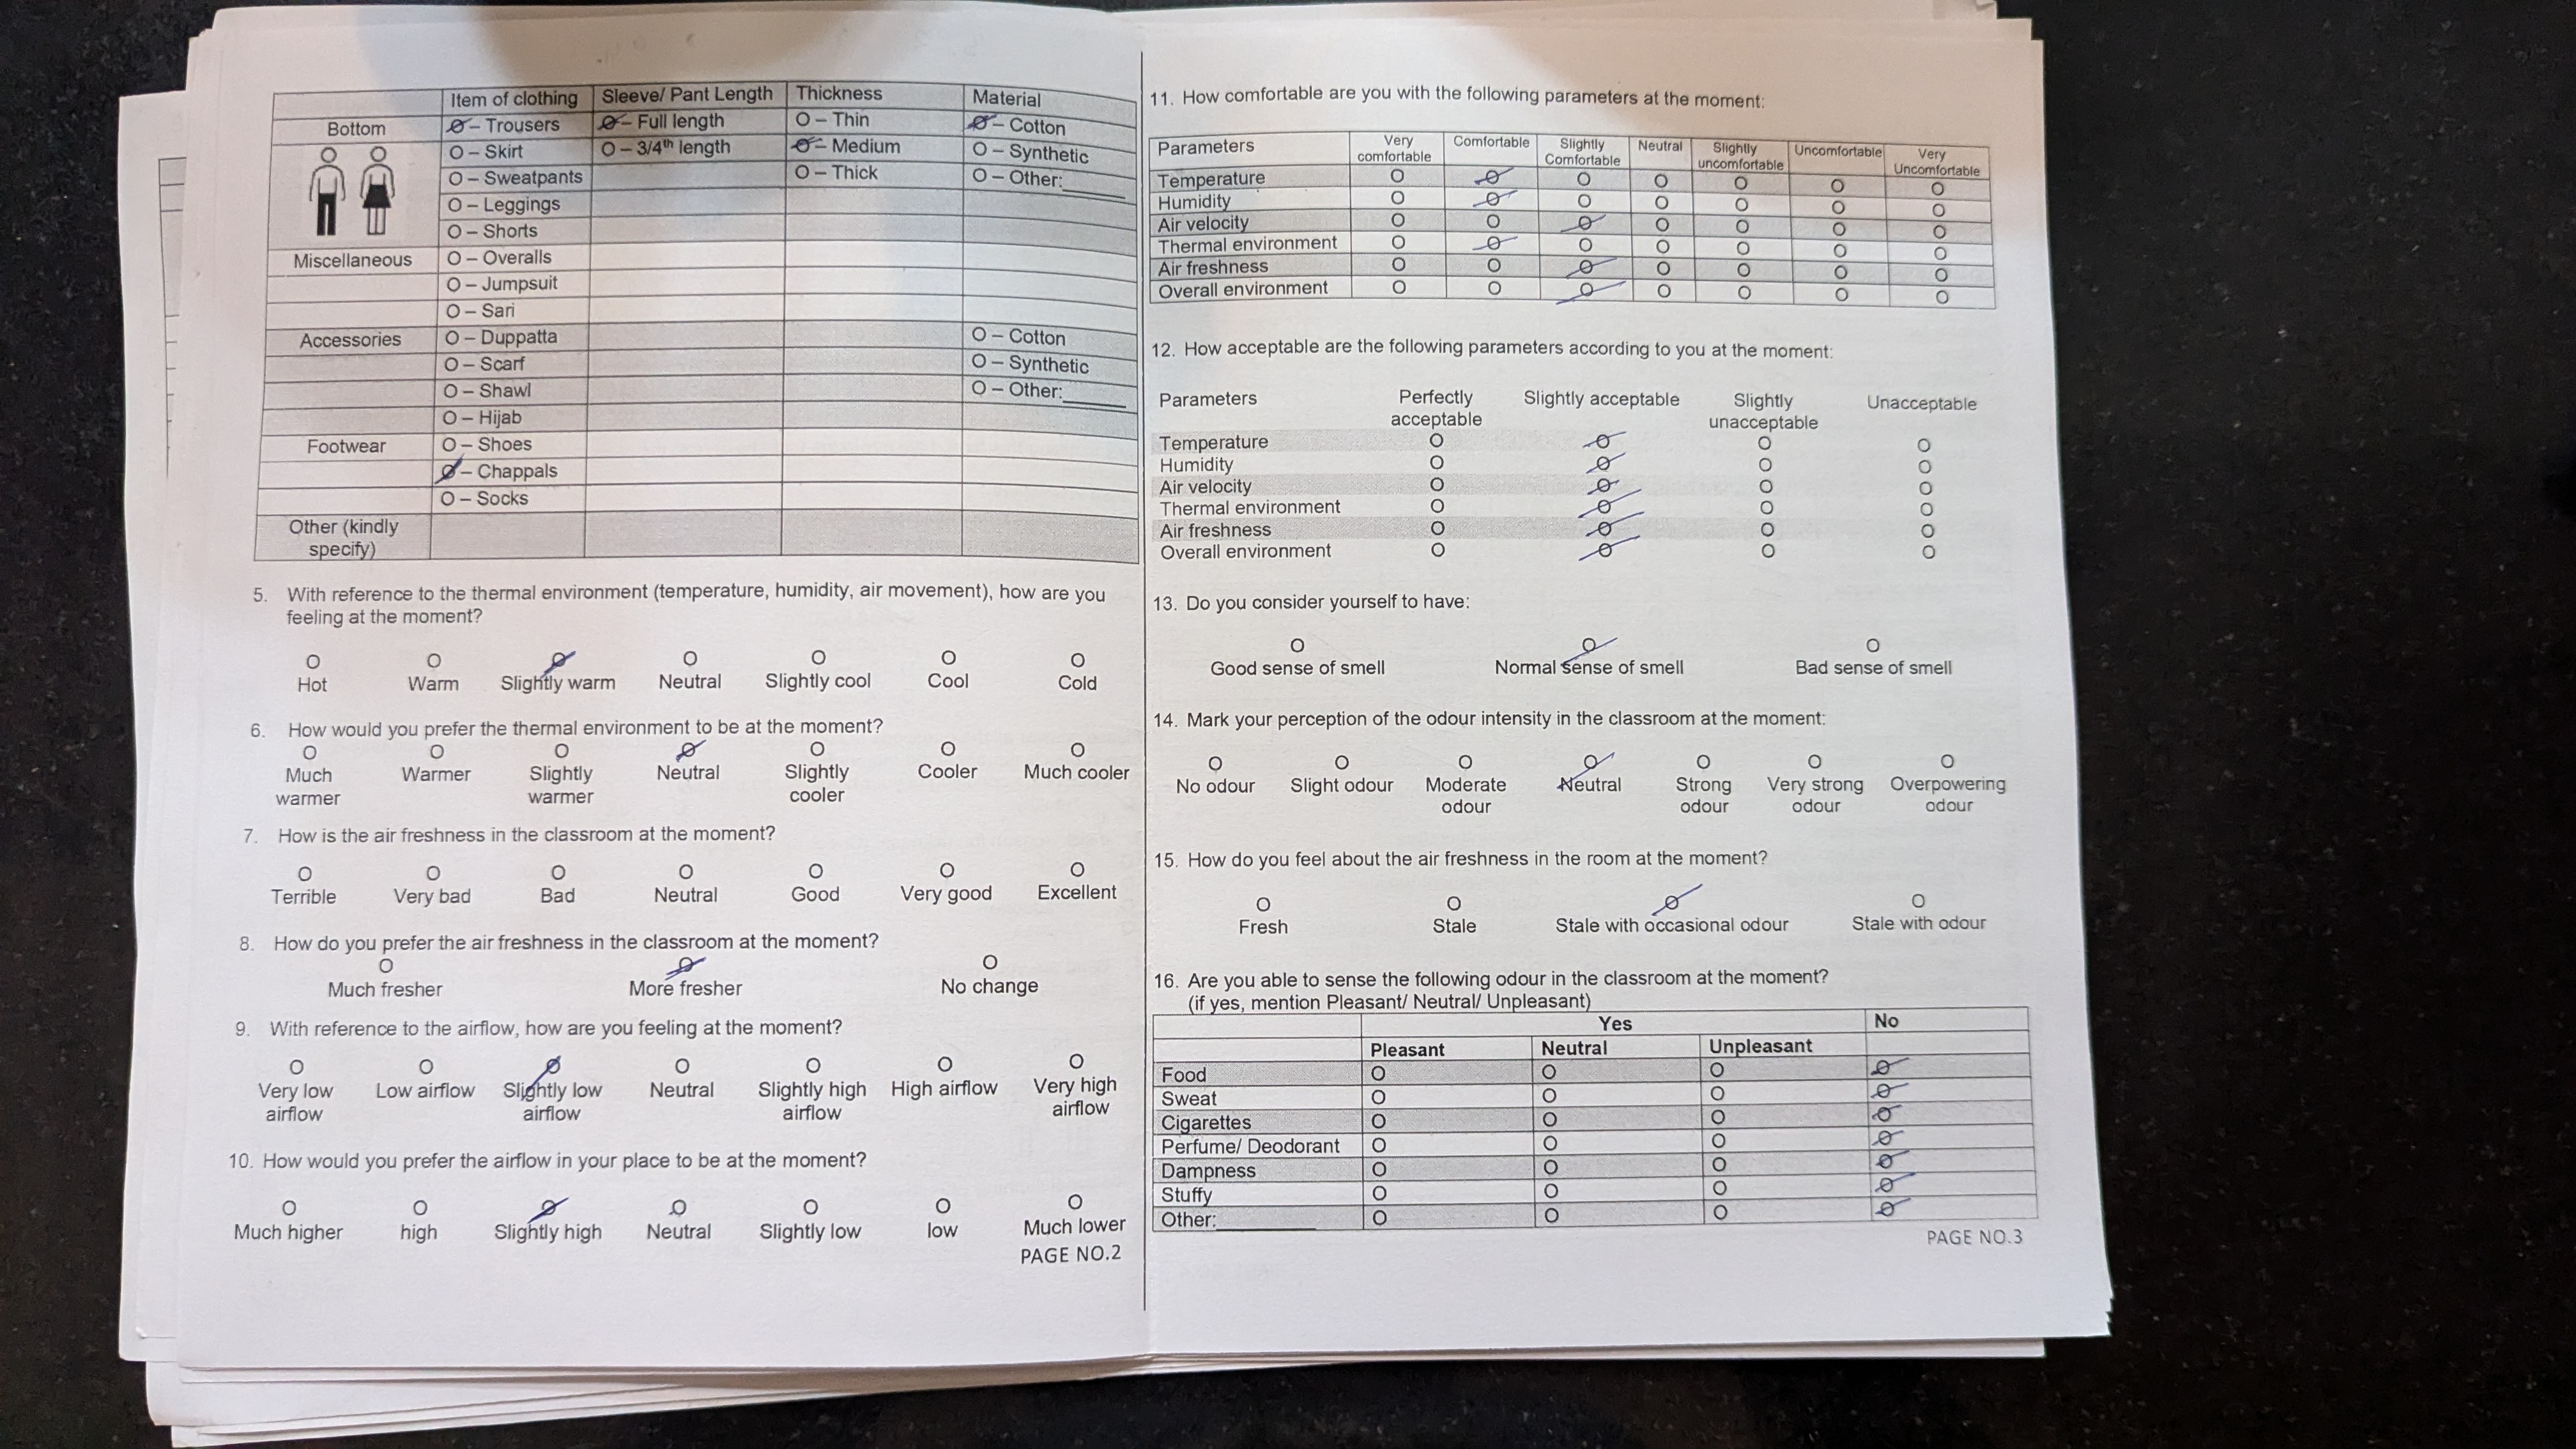 Item of clothing Sleeve/ Pant Length Thickness Material
Bottom O – Trousers O – Full length O – Thin O – Cotton
O – Skirt O – 3/4th length O – Medium O – Synthetic
O – Sweatpants O – Thick O – Other:______
O – Leggings
O – Shorts
Miscellaneous O – Overalls
O – Jumpsuit
O – Sari
Accessories O – Duppatta O – Cotton
O – Scarf O – Synthetic
O – Shawl O – Other:______
O – Hijab
Footwear O – Shoes
O – Chappals
O – Socks
Other (kindly
specify)
5. With reference to the thermal environment (temperature, humidity, air movement), how are you
feeling at the moment?
O O O O O O O
Hot Warm Slightly warm Neutral Slightly cool Cool Cold
6. How would you prefer the thermal environment to be at the moment?
O O O O O O O
Much Warmer Slightly Neutral Slightly Cooler Much cooler
warmer warmer cooler
7. How is the air freshness in the classroom at the moment?
O O O O O O O
Terrible Very bad Bad Neutral Good Very good Excellent
8. How do you prefer the air freshness in the classroom at the moment?
O O O
Much fresher More fresher No change
9. With reference to the airflow, how are you feeling at the moment?
O O O O O O O
Very low Low airflow Slightly low Neutral Slightly high High airflow Very high
airflow airflow airflow airflow
10. How would you prefer the airflow in your place to be at the moment?
O O O O O O O
Much higher high Slightly high Neutral Slightly low low Much lower
PAGE NO.2
11. How comfortable are you with the following parameters at the moment:
Parameters Very Comfortable Slightly Neutral Slightly Uncomfortable Very
comfortable Comfortable uncomfortable Uncomfortable
Temperature O O O O O O O
Humidity O O O O O O O
Air velocity O O O O O O O
Thermal environment O O O O O O O
Air freshness O O O O O O O
Overall environment O O O O O O O
12. How acceptable are the following parameters according to you at the moment:
Parameters Perfectly Slightly acceptable Slightly Unacceptable
acceptable unacceptable
Temperature O O O O
Humidity O O O O
Air velocity O O O O
Thermal environment O O O O
Air freshness O O O O
Overall environment O O O O
13. Do you consider yourself to have:
O O O
Good sense of smell Normal sense of smell Bad sense of smell
14. Mark your perception of the odour intensity in the classroom at the moment:
O O O O O O O
No odour Slight odour Moderate Neutral Strong Very strong Overpowering
odour odour odour odour
15. How do you feel about the air freshness in the room at the moment?
O O O O
Fresh Stale Stale with occasional odour Stale with odour
16. Are you able to sense the following odour in the classroom at the moment?
(if yes, mention Pleasant/ Neutral/ Unpleasant)
Yes No
Pleasant Neutral Unpleasant
Food O O O O
Sweat O O O O
Cigarettes O O O O
Perfume/ Deodorant O O O O
Dampness O O O O
Stuffy O O O O
Other:__________ O O O O
PAGE NO.3